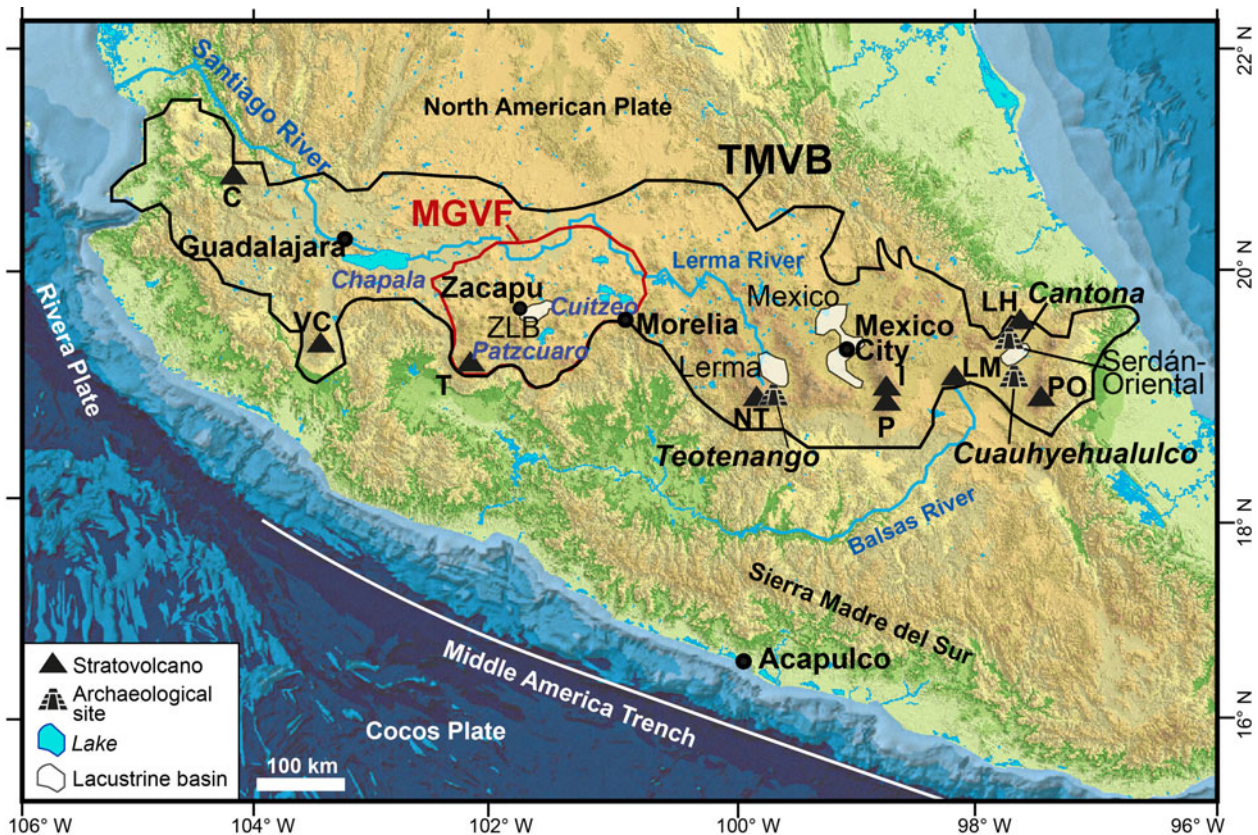 22° N
20° N
18° N
16° N
Santiago River
North American Plate
TMVB
C
MGVF
Guadalajara
Chapala
Lerma River
Zacapu
Cuitzeo
Mexico
LH
Cantona
VC
ZLB
Morelia
Mexico
City
Patzcuaro
Lerma
I
LM
Serdán-
Oriental
T
NT
P
PO
Teotenango
Cuauhyehualulco
Rivera Plate
Balsas River
Sierra Madre del Sur
Acapulco
Middle America Trench
Cocos Plate
100 km
Stratovolcano
Archaeological
site
Lake
Lacustrine basin
106° W
104° W
102° W
100° W
98° W
96° W